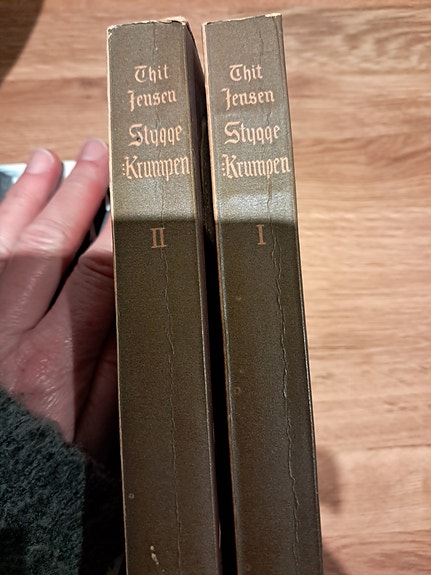 Thit
Jensen
Stygge
:Krumpen
II
Thit
Jensen
Stygge
:Krumpen
I